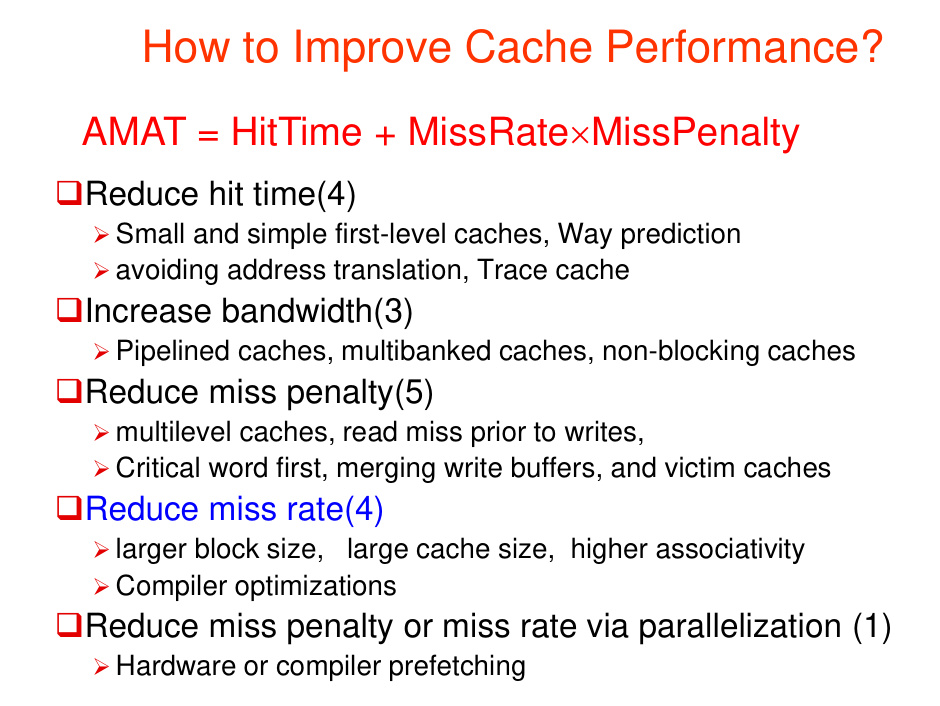 How to Improve Cache Performance?
AMAT = HitTime + MissRate×MissPenalty
Reduce hit time(4)
Small and simple first-level caches, Way prediction
avoiding address translation, Trace cache
Increase bandwidth(3)
Pipelined caches, multibanked caches, non-blocking caches
Reduce miss penalty(5)
multilevel caches, read miss prior to writes,
Critical word first, merging write buffers, and victim caches
Reduce miss rate(4)
larger block size, large cache size, higher associativity
Compiler optimizations
Reduce miss penalty or miss rate via parallelization (1)
Hardware or compiler prefetching